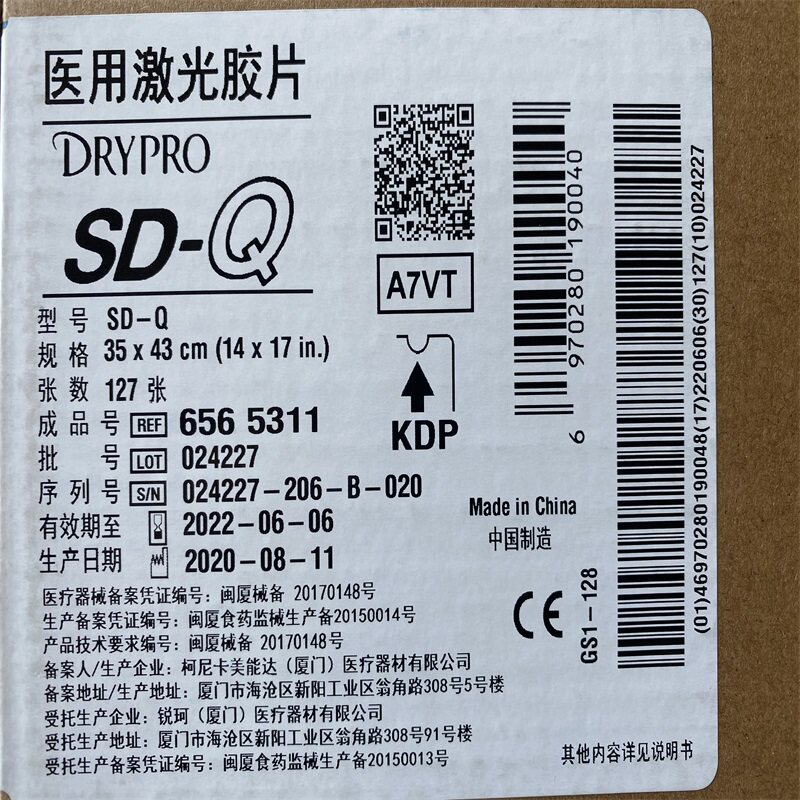 医用激光胶片
DRYPRO
SD-Q
A7VT
型号 SD-Q
规格 35 x 43 cm (14 x 17 in.)
张数 127 张
成品号 REF 656 5311
批号 LOT 024227
序列号 S/N 024227-206-B-020
有效期至 2022-06-06
生产日期 2020-08-11
KDP
6 970280 190040
Made in China
中国制造
CE
GS1-128
(01)46970280190048(17)220606(30)127(10)024227
医疗器械备案凭证编号：闽厦械备 20170148号
生产备案凭证编号：闽厦食药监械生产备20150014号
产品技术要求编号：闽厦械备 20170148号
备案人/生产企业：柯尼卡美能达（厦门）医疗器材有限公司
备案地址/生产地址：厦门市海沧区新阳工业区翁角路308号5号楼
受托生产企业：锐珂（厦门）医疗器材有限公司
受托生产地址：厦门市海沧区新阳工业区翁角路308号91号楼
受托生产备案凭证编号：闽厦食药监械生产备20150013号
其他内容详见说明书